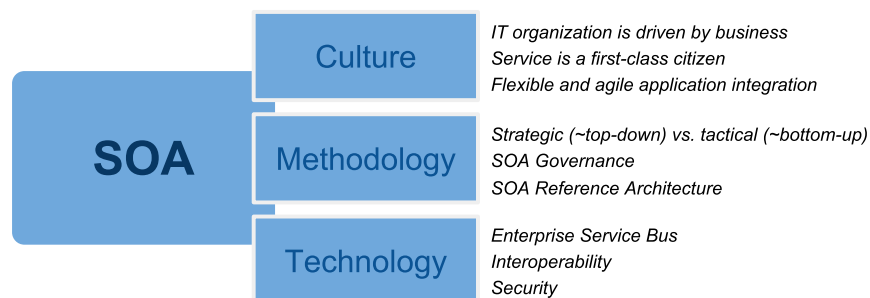 SOA
Culture
IT organization is driven by business
Service is a first-class citizen
Flexible and agile application integration
Methodology
Strategic (~top-down) vs. tactical (~bottom-up)
SOA Governance
SOA Reference Architecture
Technology
Enterprise Service Bus
Interoperability
Security